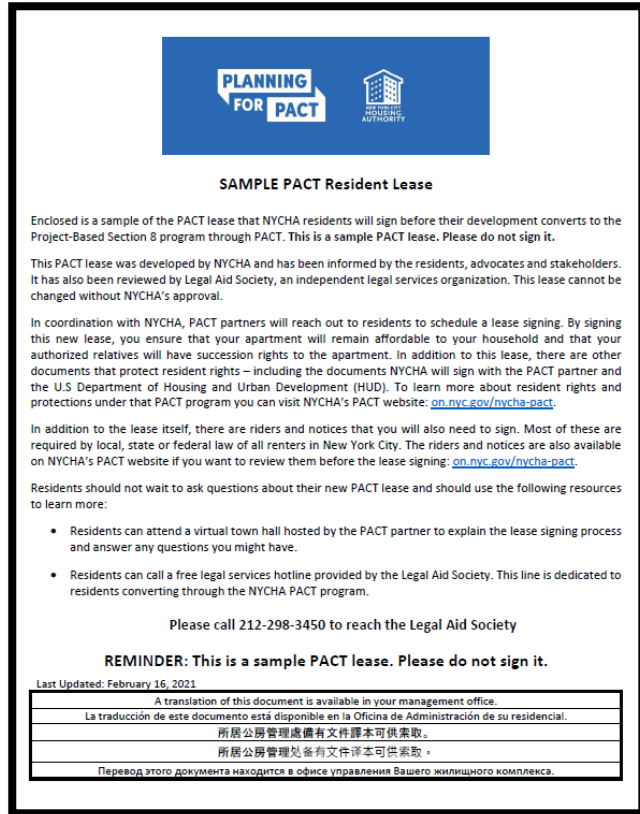 PLANNING
FOR PACT
NEW YORK CITY
HOUSING
AUTHORITY
SAMPLE PACT Resident Lease
Enclosed is a sample of the PACT lease that NYCHA residents will sign before their development converts to the
Project-Based Section 8 program through PACT. This is a sample PACT lease. Please do not sign it.
This PACT lease was developed by NYCHA and has been informed by the residents, advocates and stakeholders.
It has also been reviewed by Legal Aid Society, an independent legal services organization. This lease cannot be
changed without NYCHA's approval.
In coordination with NYCHA, PACT partners will reach out to residents to schedule a lease signing. By signing
this new lease, you ensure that your apartment will remain affordable to your household and that your
authorized relatives will have succession rights to the apartment. In addition to this lease, there are other
documents that protect resident rights – including the documents NYCHA will sign with the PACT partner and
the U.S Department of Housing and Urban Development (HUD). To learn more about resident rights and
protections under that PACT program you can visit NYCHA's PACT website: on.nyc.gov/nycha-pact.
In addition to the lease itself, there are riders and notices that you will also need to sign. Most of these are
required by local, state or federal law of all renters in New York City. The riders and notices are also available
on NYCHA's PACT website if you want to review them before the lease signing: on.nyc.gov/nycha-pact.
Residents should not wait to ask questions about their new PACT lease and should use the following resources
to learn more:
• Residents can attend a virtual town hall hosted by the PACT partner to explain the lease signing process
and answer any questions you might have.
• Residents can call a free legal services hotline provided by the Legal Aid Society. This line is dedicated to
residents converting through the NYCHA PACT program.
Please call 212-298-3450 to reach the Legal Aid Society
REMINDER: This is a sample PACT lease. Please do not sign it.
Last Updated: February 16, 2021
A translation of this document is available in your management office.
La traducción de este documento está disponible en la Oficina de Administración de su residencial.
所居公房管理處備有文件譯本可供索取。
所居公房管理处备有文件译本可供索取。
Перевод этого документа находится в офисе управления Вашего жилищного комплекса.